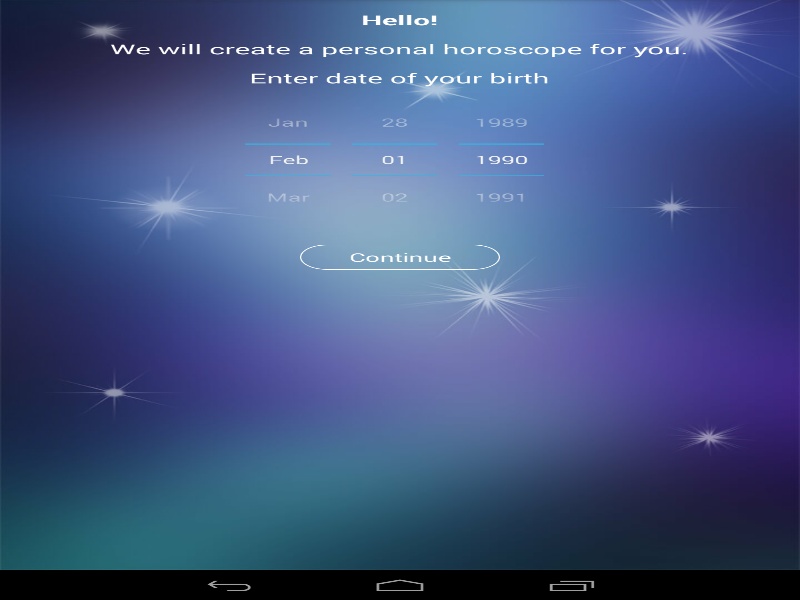 Hello!
We will create a personal horoscope for you.
Enter date of your birth
Jan 28 1989
Feb 01 1990
Mar 02 1991
Continue